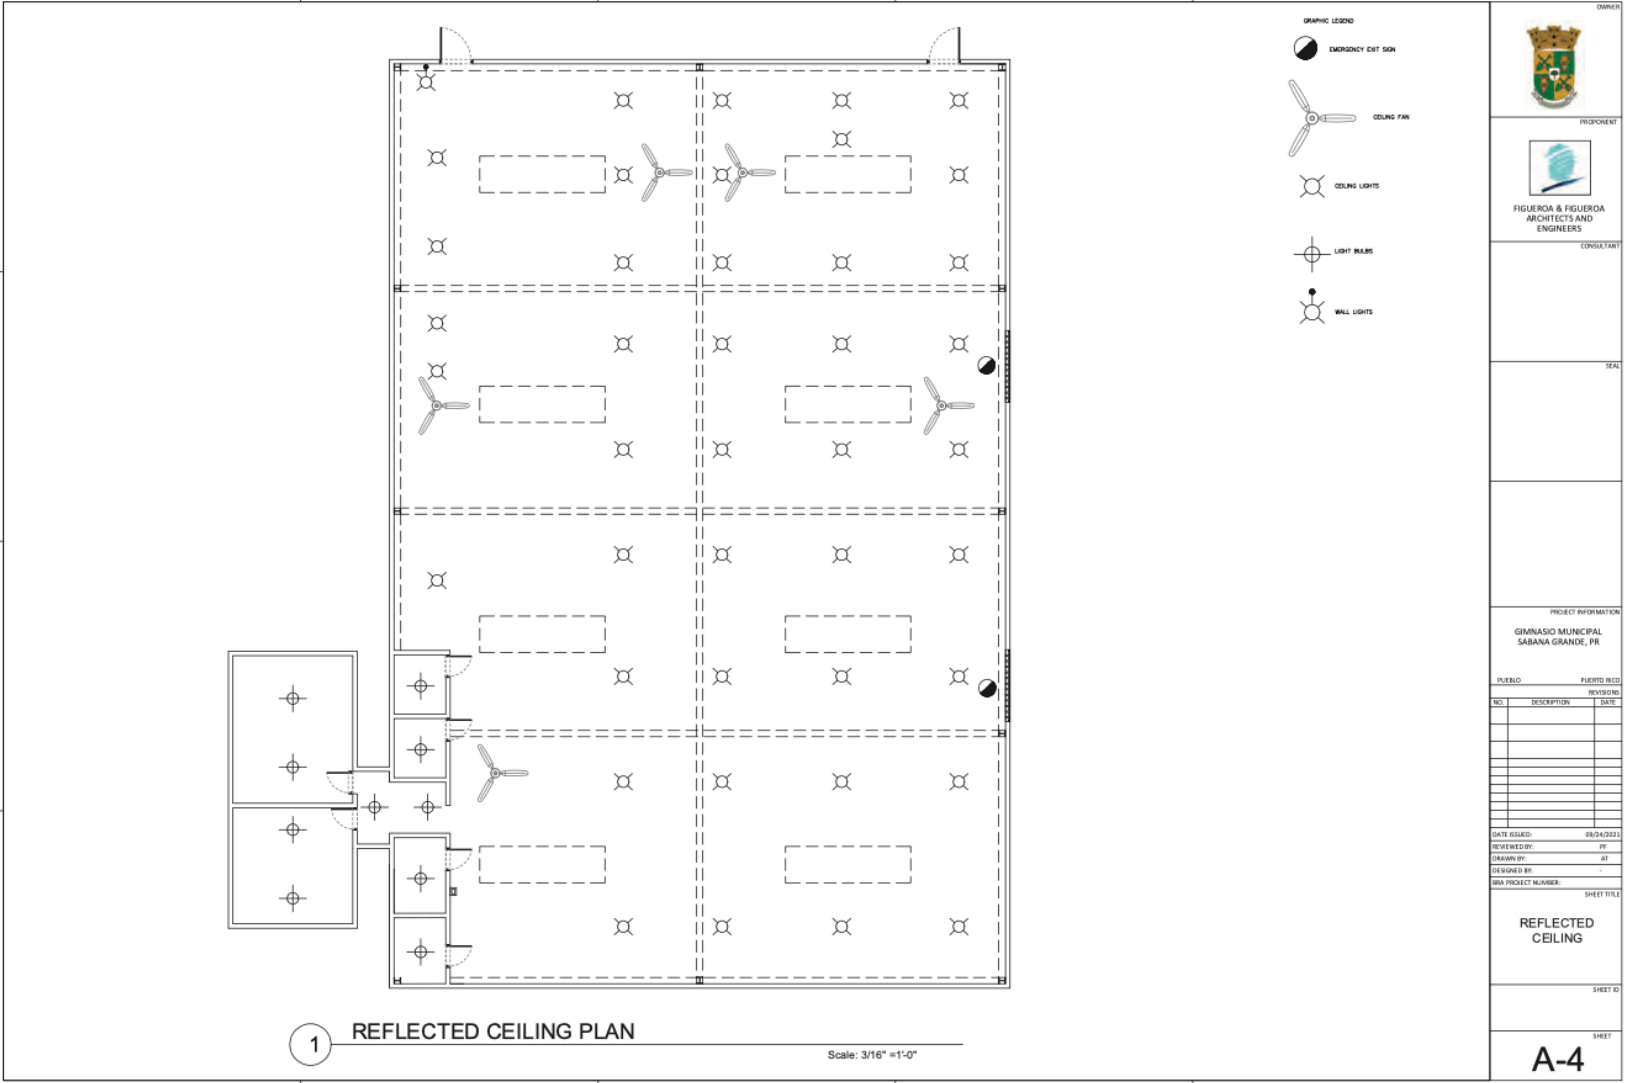 GRAPHIC LEGEND
EMERGENCY EXIT SIGN
CEILING FAN
CEILING LIGHTS
LIGHT BULBS
WALL LIGHTS
1
REFLECTED CEILING PLAN
Scale: 3/16" =1'-0"
OWNER
PROPONENT
FIGUEROA & FIGUEROA
ARCHITECTS AND
ENGINEERS
CONSULTANT
SEAL
PROJECT INFORMATION
GIMNASIO MUNICIPAL
SABANA GRANDE, PR
PUEBLO PUERTO RICO
REVISIONS
NO. DESCRIPTION DATE
DATE ISSUED: 09/24/2021
REVIEWED BY: PF
DRAWN BY: AT
DESIGNED BY: -
BRA PROJECT NUMBER:
SHEET TITLE
REFLECTED
CEILING
SHEET ID
SHEET
A-4